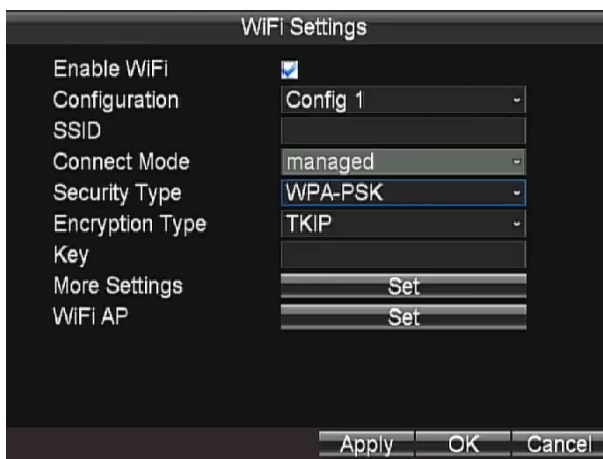 WiFi Settings
Enable WiFi
Configuration Config 1
SSID
Connect Mode managed
Security Type WPA-PSK
Encryption Type TKIP
Key
More Settings Set
WiFi AP Set
Apply OK Cancel